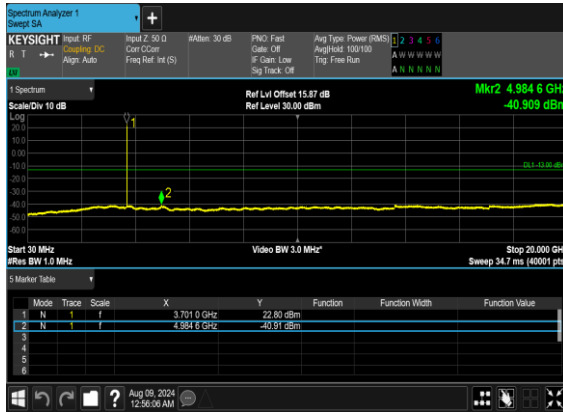 Spectrum Analyzer 1
Swept SA
KEYSIGHT Input: RF Input Z: 50 Ω #Atten: 30 dB PNO: Fast Avg Type: Power (RMS) 1 2 3 4 5 6
R T Coupling: DC Corr CCorr Gate: Off Avg|Hold: 100/100 A W W W W W
Align: Auto Freq Ref: Int (S) IF Gain: Low Trig: Free Run
Sig Track: Off A N N N N N
1 Spectrum Ref Lvl Offset 15.87 dB Mkr2 4.984 6 GHz
Scale/Div 10 dB Ref Level 30.00 dBm -40.909 dBm
Log
20.0
10.0
0.00
-10.0
-20.0
-30.0
-40.0
-50.0
-60.0
1
2
DL1 -13.00 dBm
Start 30 MHz Video BW 3.0 MHz* Stop 20.000 GH
#Res BW 1.0 MHz Sweep 34.7 ms (40001 pts
5 Marker Table
Mode Trace Scale X Y Function Function Width Function Value
1 N 1 f 3.701 0 GHz 22.80 dBm
2 N 1 f 4.984 6 GHz -40.91 dBm
3
4
5
6
? Aug 09, 2024
12:56:06 AM